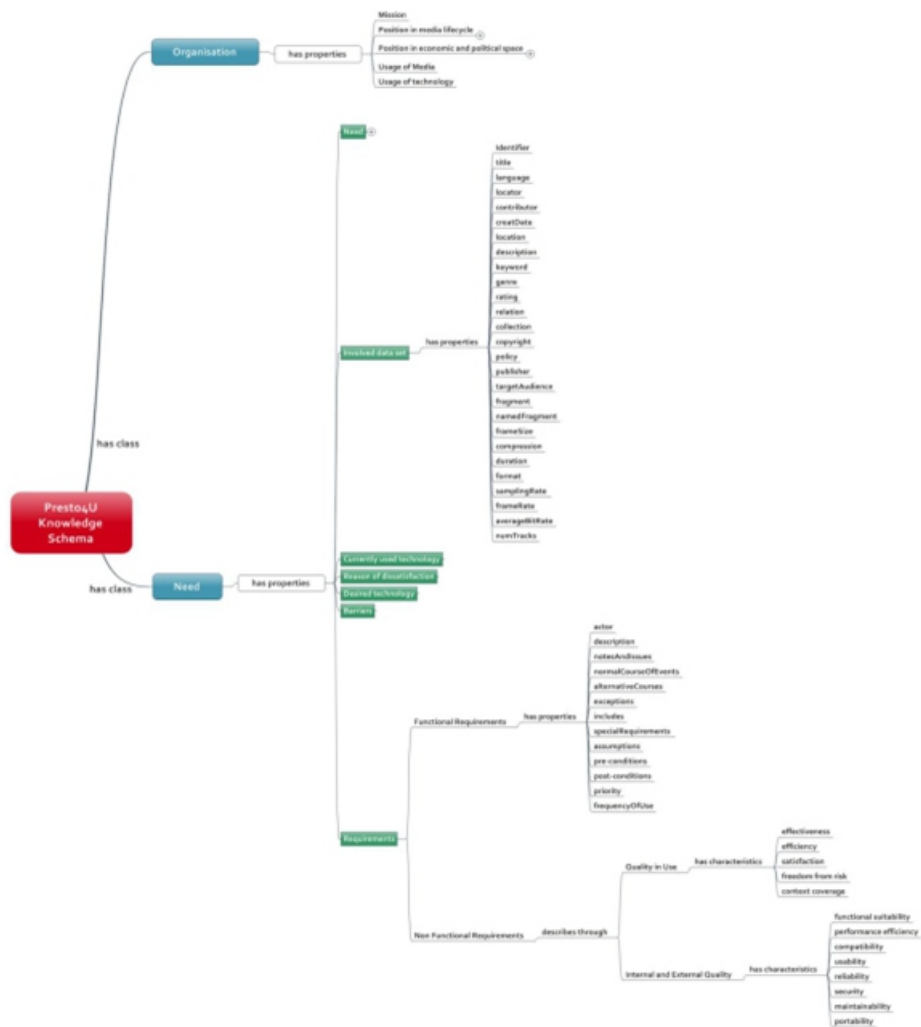 Mission
Position in media lifecycle
Organisation
has properties
Position in economic and political space
Usage of Media
Usage of technology
Need
Identifier
title
language
locator
contributor
creatDate
location
description
keyword
genre
rating
relation
collection
Involved data set
has properties
copyright
policy
publisher
targetAudience
fragment
namedFragment
frameSize
has class
compression
duration
format
samplingRate
frameRate
averageBitRate
numTracks
Presto4U
Knowledge
Schema
has class
Need
has properties
Currently used technology
Reason of dissatisfaction
Desired technology
Barriers
actor
description
notesAndIssues
normalCourseOfEvents
alternativeCourses
exceptions
Functional Requirements
has properties
includes
specialRequirements
assumptions
pre-conditions
post-conditions
priority
frequencyOfUse
Requirements
effectiveness
efficiency
Quality in Use
has characteristics
satisfaction
freedom from risk
context coverage
Non Functional Requirements
describes through
functional suitability
performance efficiency
compatibility
usability
Internal and External Quality
has characteristics
reliability
security
maintainability
portability